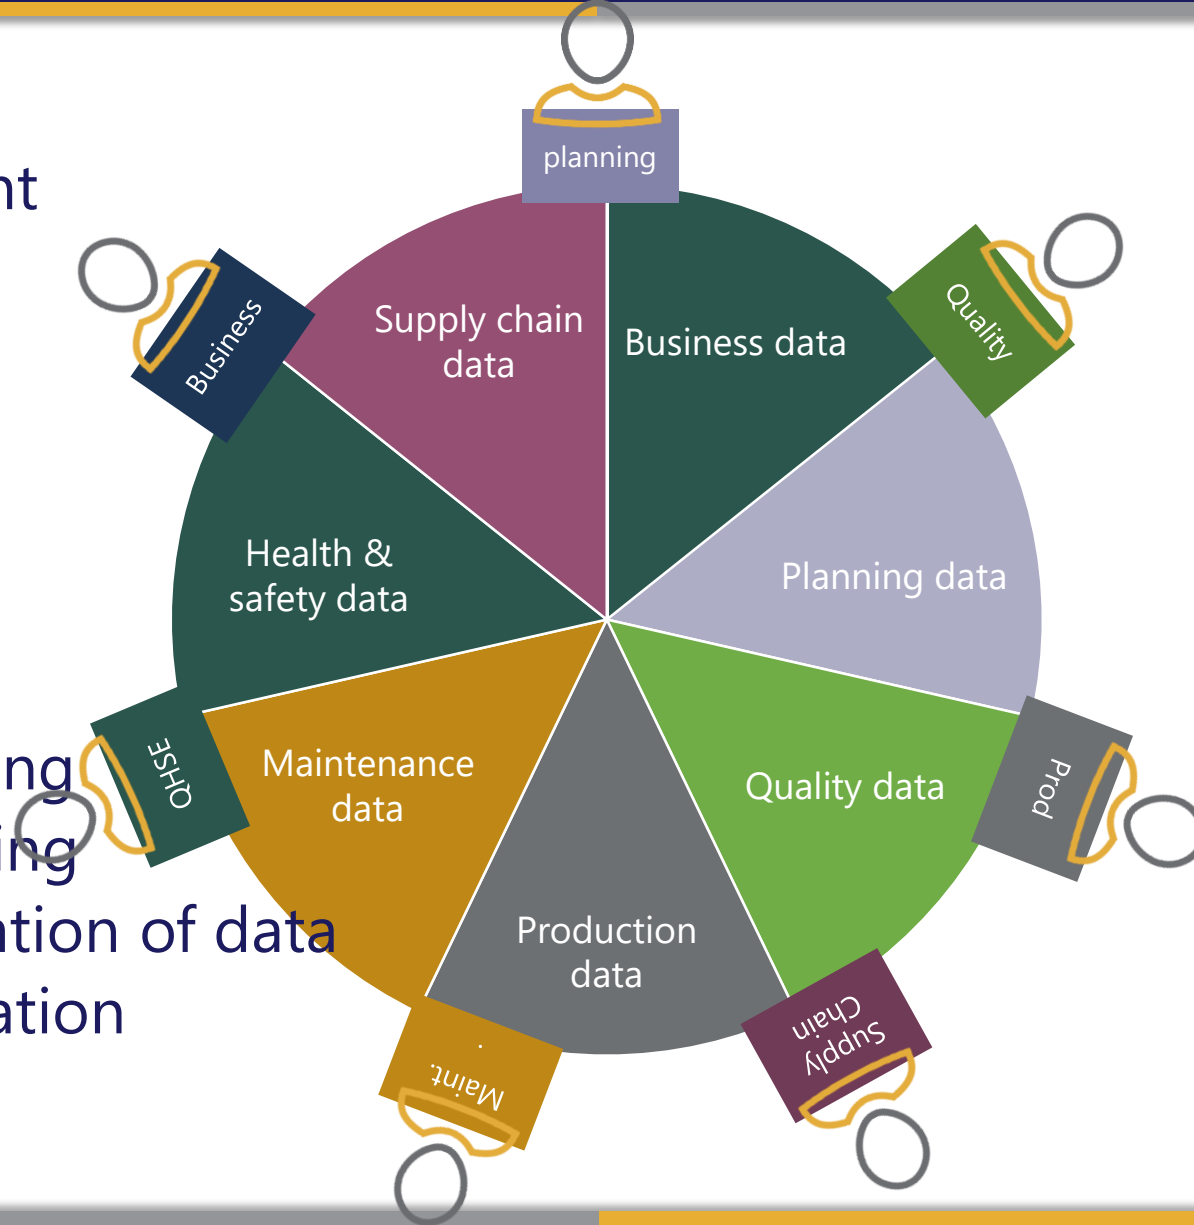 planning
nt
Business
Quality
Supply chain
data
Business data
Health &
safety data
Planning data
QHSE
Prod
ng
ing
Maintenance
data
Quality data
ation of data
ation
Production
data
Supply
Chain
Maint.
.